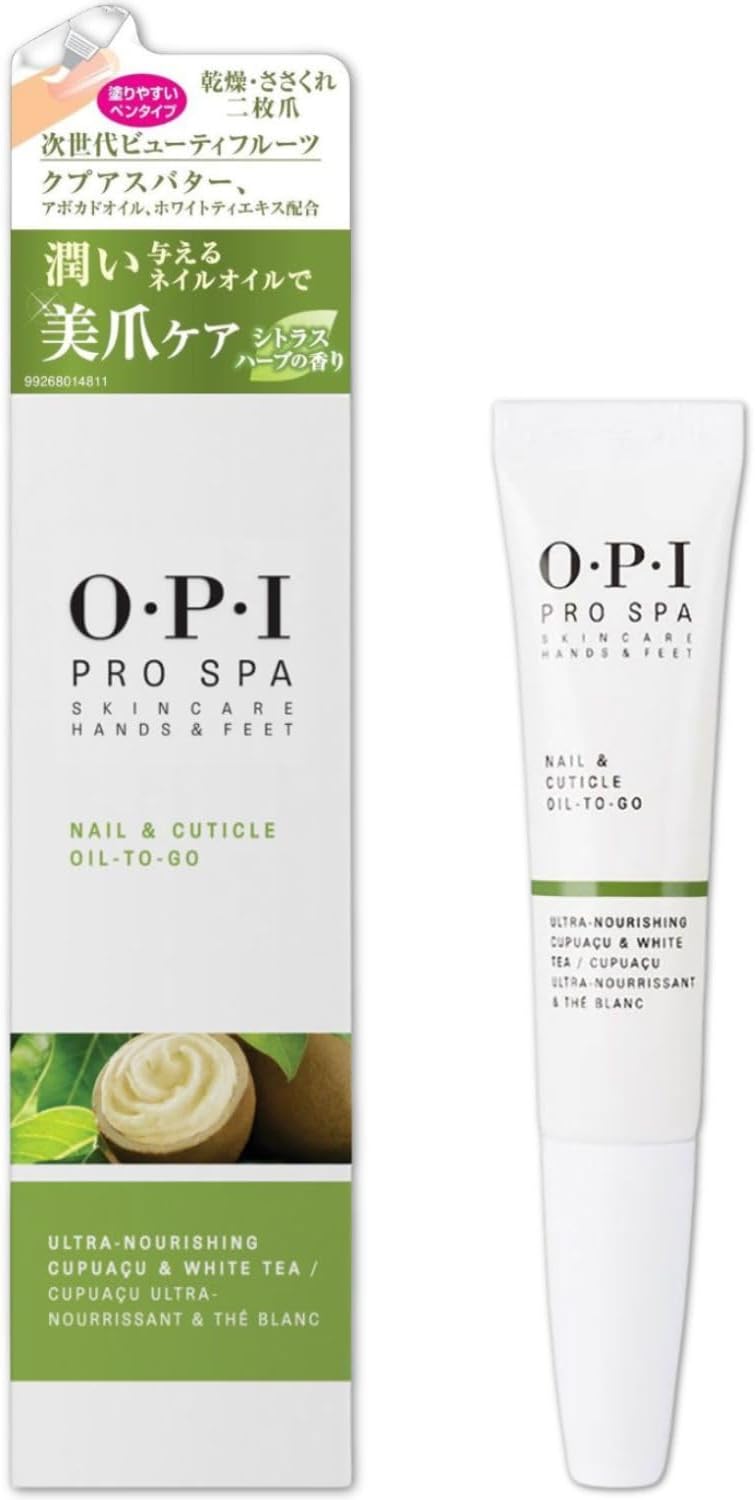 塗りやすい
ペンタイプ
乾燥・ささくれ
二枚爪
次世代ビューティフルーツ
クプアスバター、
アボカドオイル、ホワイトティエキス配合
潤い与える
ネイルオイルで
美爪ケア
シトラス
ハーブの香り
99268014811
O·P·I
PRO SPA
SKINCARE
HANDS & FEET
NAIL & CUTICLE
OIL-TO-GO
ULTRA-NOURISHING
CUPUAÇU & WHITE TEA /
CUPUAÇU ULTRA-
NOURRISSANT & THÉ BLANC
O·P·I
PRO SPA
SKINCARE
HANDS & FEET
NAIL &
CUTICLE
OIL-TO-GO
ULTRA-NOURISHING
CUPUAÇU & WHITE
TEA / CUPUAÇU
ULTRA-NOURRISSANT
& THÉ BLANC